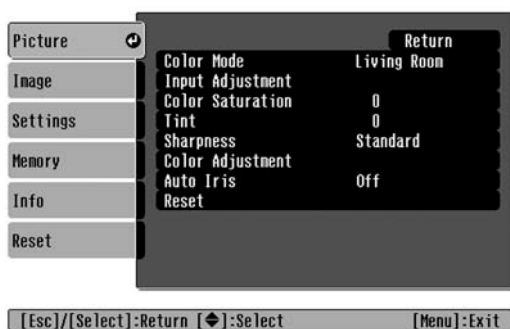 Picture
Image
Settings
Memory
Info
Reset
Return
Color Mode Living Room
Input Adjustment
Color Saturation 0
Tint 0
Sharpness Standard
Color Adjustment
Auto Iris Off
Reset
[Esc]/[Select]:Return [◆]:Select [Menu]:Exit